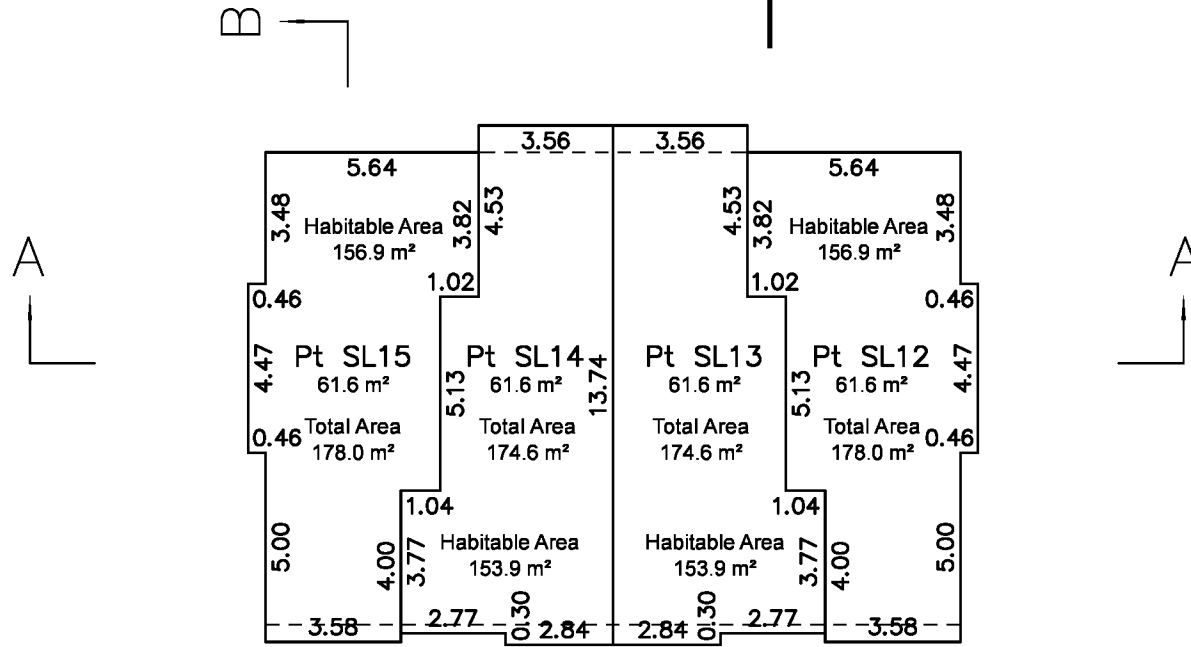 B
3.56 3.56
5.64 5.64
3.48 3.82 4.53 4.53 3.82 3.48
Habitable Area Habitable Area
156.9 m² 156.9 m²
A A
1.02 1.02
0.46 0.46
Pt SL15 Pt SL14 Pt SL13 Pt SL12
61.6 m² 61.6 m² 61.6 m² 61.6 m²
4.47 5.13 13.74 5.13 4.47
Total Area Total Area Total Area Total Area
0.46 0.46
178.0 m² 174.6 m² 174.6 m² 178.0 m²
1.04 1.04
Habitable Area Habitable Area
153.9 m² 153.9 m²
5.00 4.00 3.77 3.77 4.00 5.00
2.77 0.30 0.30 2.77
3.58 2.84 2.84 3.58